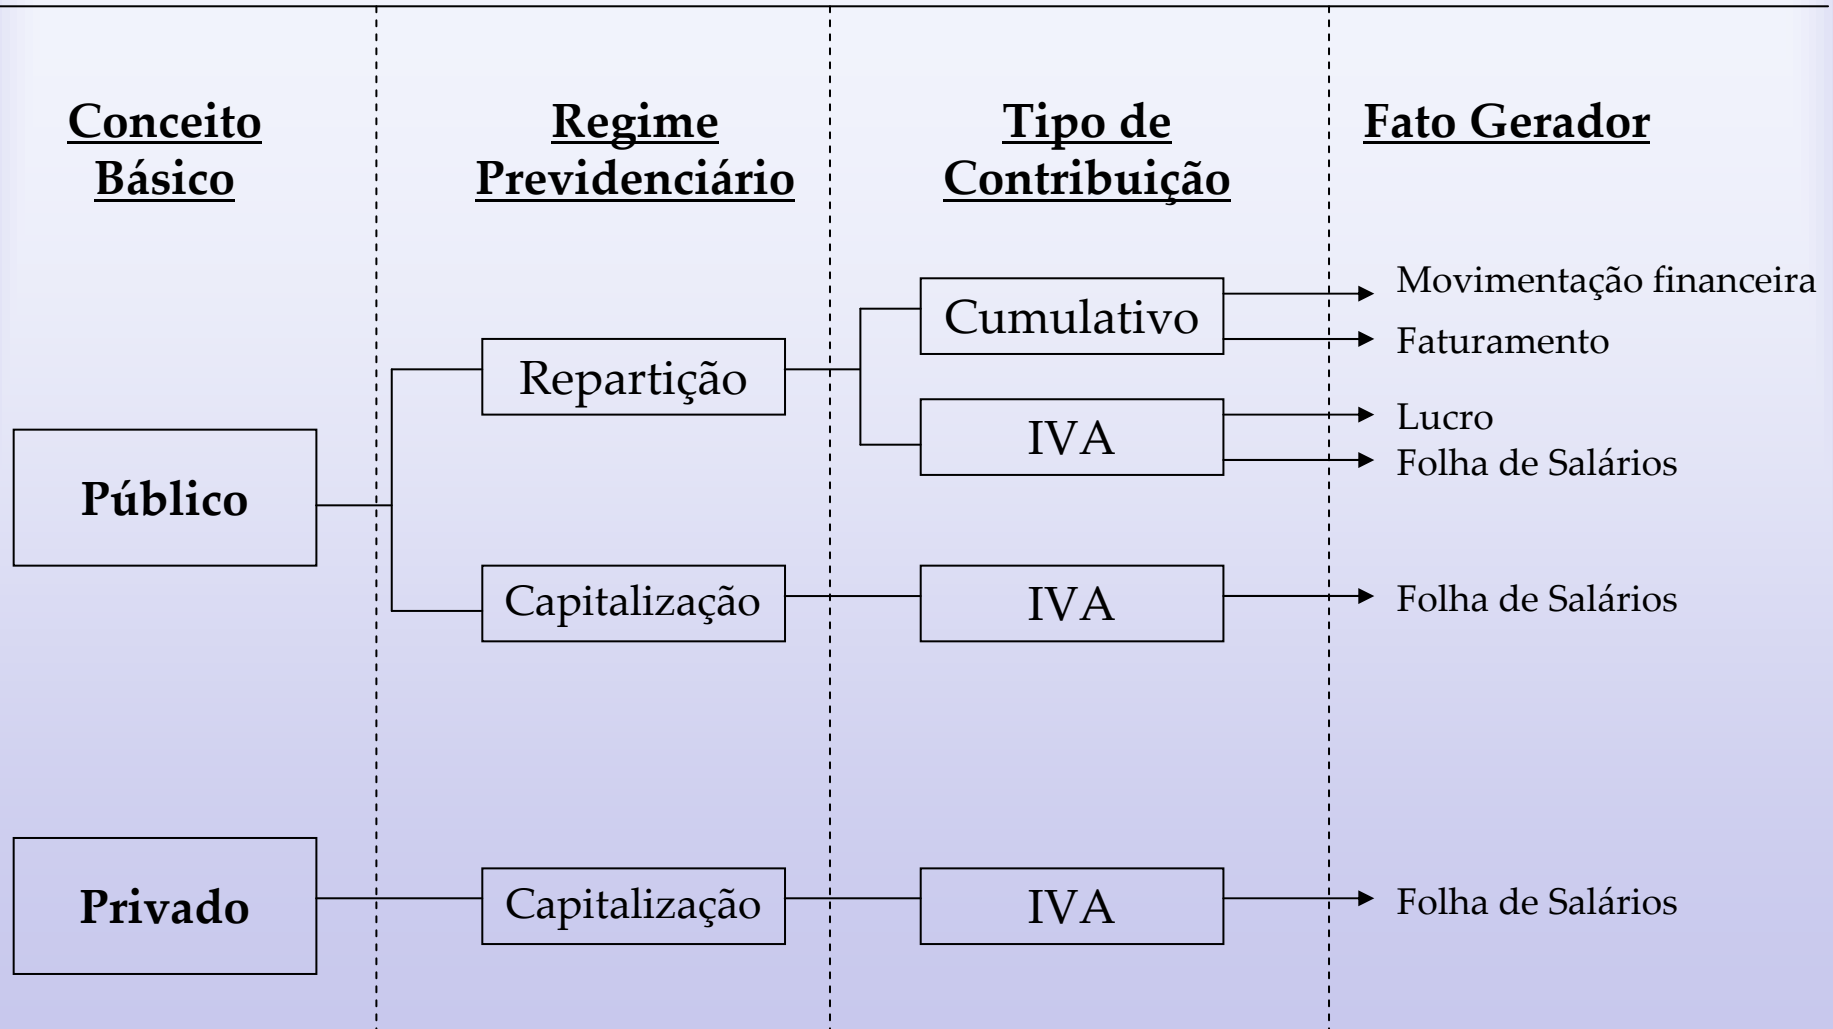 Conceito
Básico
Regime
Previdenciário
Tipo de
Contribuição
Fato Gerador
Público
Repartição
Cumulativo
Movimentação financeira
Faturamento
IVA
Lucro
Folha de Salários
Capitalização
IVA
Folha de Salários
Privado
Capitalização
IVA
Folha de Salários